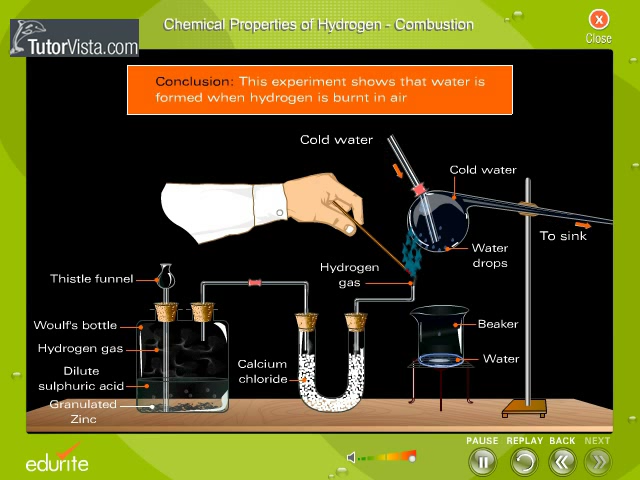 Chemical Properties of Hydrogen - Combustion
Close
TutorVista.com
Conclusion: This experiment shows that water is
formed when hydrogen is burnt in air
Cold water
Cold water
To sink
Water
drops
Hydrogen
gas
Thistle funnel
Woulf's bottle
Hydrogen gas
Dilute
sulphuric acid
Granulated
Zinc
Calcium
chloride
Beaker
Water
PAUSE REPLAY BACK NEXT
edurite